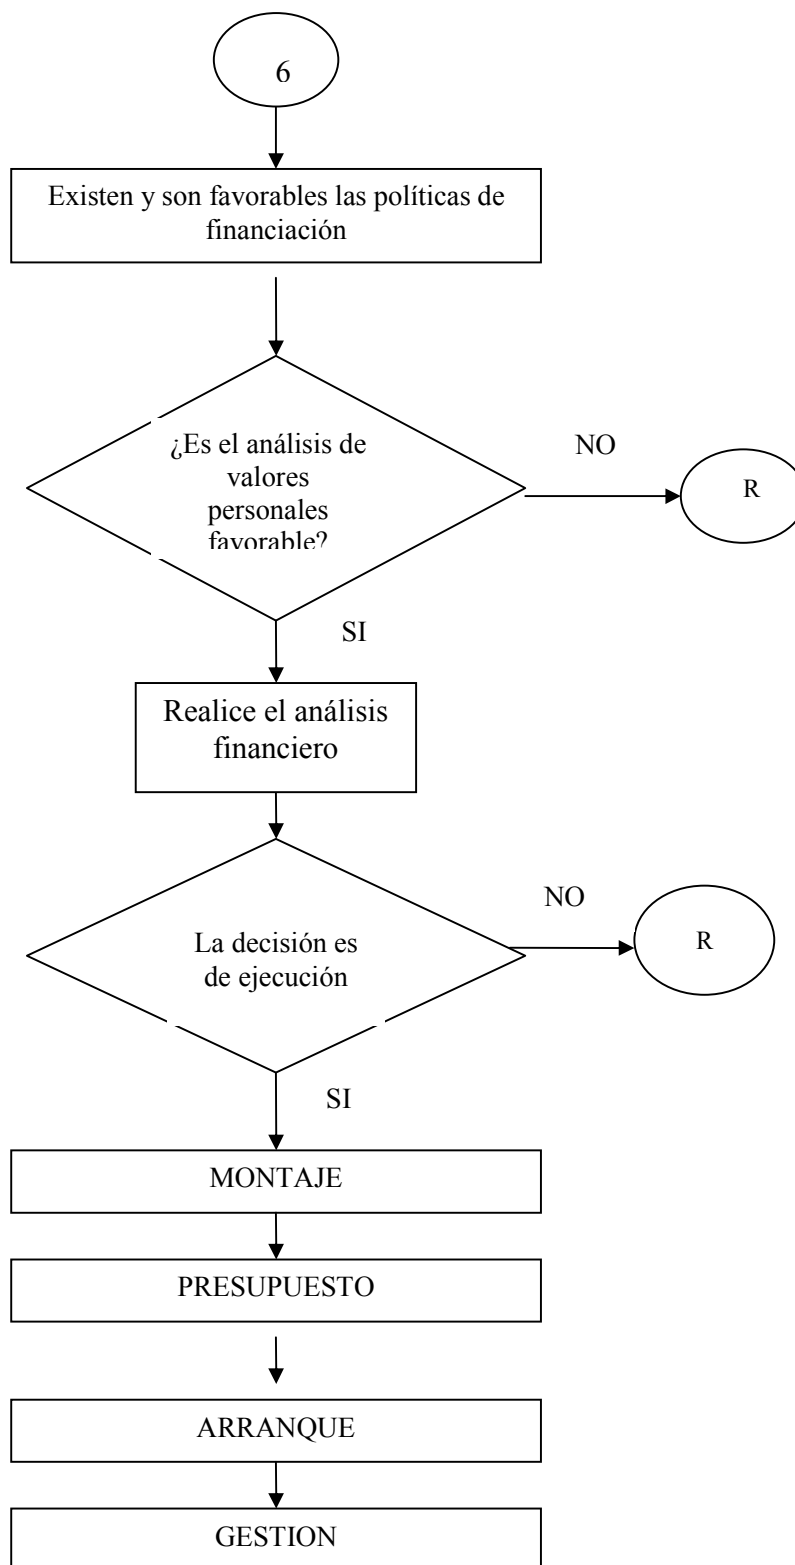 6
Existen y son favorables las políticas de
financiación
¿Es el análisis de
valores
personales
favorable?
NO
R
SI
Realice el análisis
financiero
La decisión es
de ejecución
NO
R
SI
MONTAJE
PRESUPUESTO
ARRANQUE
GESTION